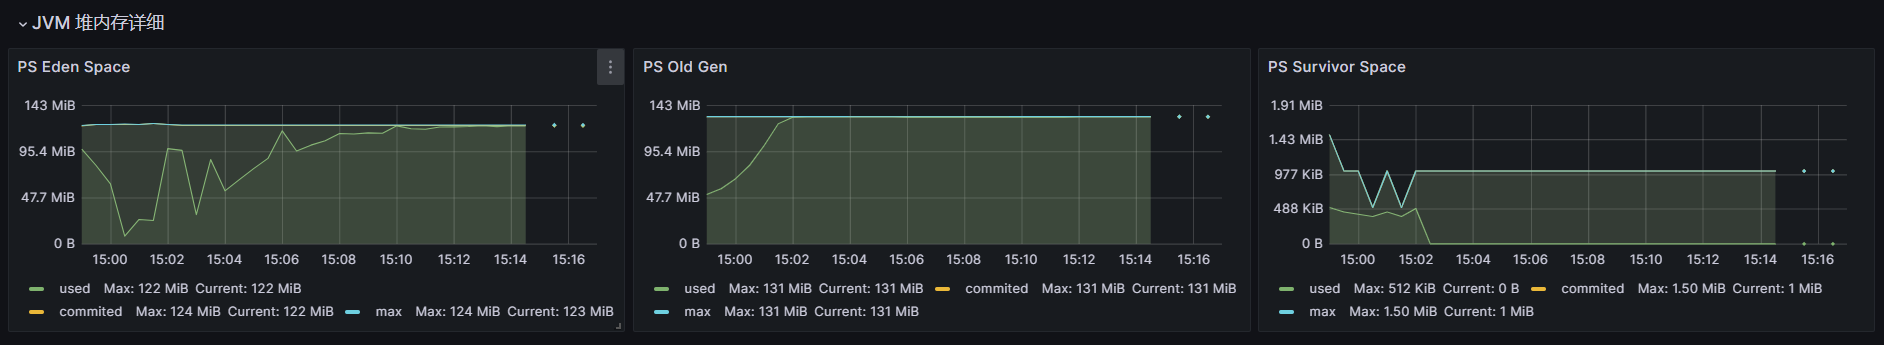 JVM 堆内存详细
PS Eden Space
143 MiB
95.4 MiB
47.7 MiB
0 B
15:00 15:02 15:04 15:06 15:08 15:10 15:12 15:14 15:16
used Max: 122 MiB Current: 122 MiB
commited Max: 124 MiB Current: 122 MiB max Max: 124 MiB Current: 123 MiB
PS Old Gen
143 MiB
95.4 MiB
47.7 MiB
0 B
15:00 15:02 15:04 15:06 15:08 15:10 15:12 15:14 15:16
used Max: 131 MiB Current: 131 MiB commited Max: 131 MiB Current: 131 MiB
max Max: 131 MiB Current: 131 MiB
PS Survivor Space
1.91 MiB
1.43 MiB
977 KiB
488 KiB
0 B
15:00 15:02 15:04 15:06 15:08 15:10 15:12 15:14 15:16
used Max: 512 KiB Current: 0 B commited Max: 1.50 MiB Current: 1 MiB
max Max: 1.50 MiB Current: 1 MiB